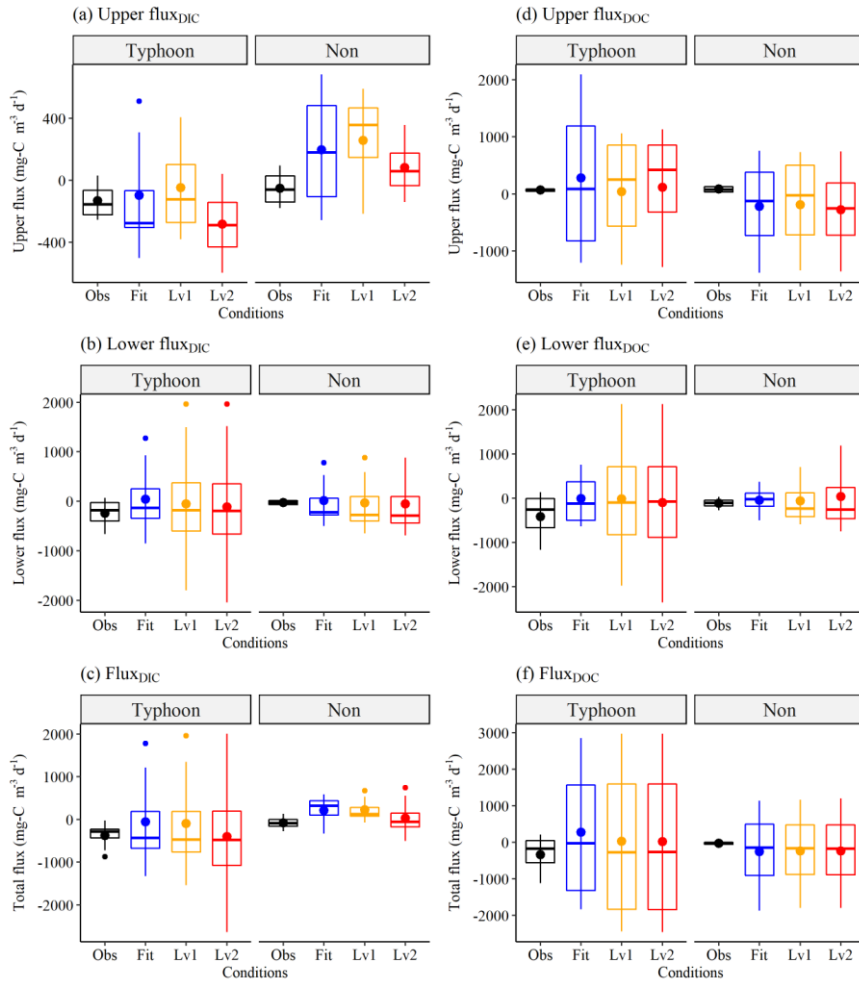 (a) Upper fluxDIC
Typhoon Non
Upper flux (mg-C m-3 d-1)
400
0
-400
Obs Fit Lv1 Lv2 Obs Fit Lv1 Lv2
Conditions
(b) Lower fluxDIC
Typhoon Non
Lower flux (mg-C m-3 d-1)
2000
1000
0
-1000
-2000
Obs Fit Lv1 Lv2 Obs Fit Lv1 Lv2
Conditions
(c) FluxDIC
Typhoon Non
Total flux (mg-C m-3 d-1)
2000
1000
0
-1000
-2000
Obs Fit Lv1 Lv2 Obs Fit Lv1 Lv2
Conditions
(d) Upper fluxDOC
Typhoon Non
Upper flux (mg-C m-3 d-1)
2000
1000
0
-1000
Obs Fit Lv1 Lv2 Obs Fit Lv1 Lv2
Conditions
(e) Lower fluxDOC
Typhoon Non
Lower flux (mg-C m-3 d-1)
2000
1000
0
-1000
-2000
Obs Fit Lv1 Lv2 Obs Fit Lv1 Lv2
Conditions
(f) FluxDOC
Typhoon Non
Total flux (mg-C m-3 d-1)
3000
2000
1000
0
-1000
-2000
Obs Fit Lv1 Lv2 Obs Fit Lv1 Lv2
Conditions